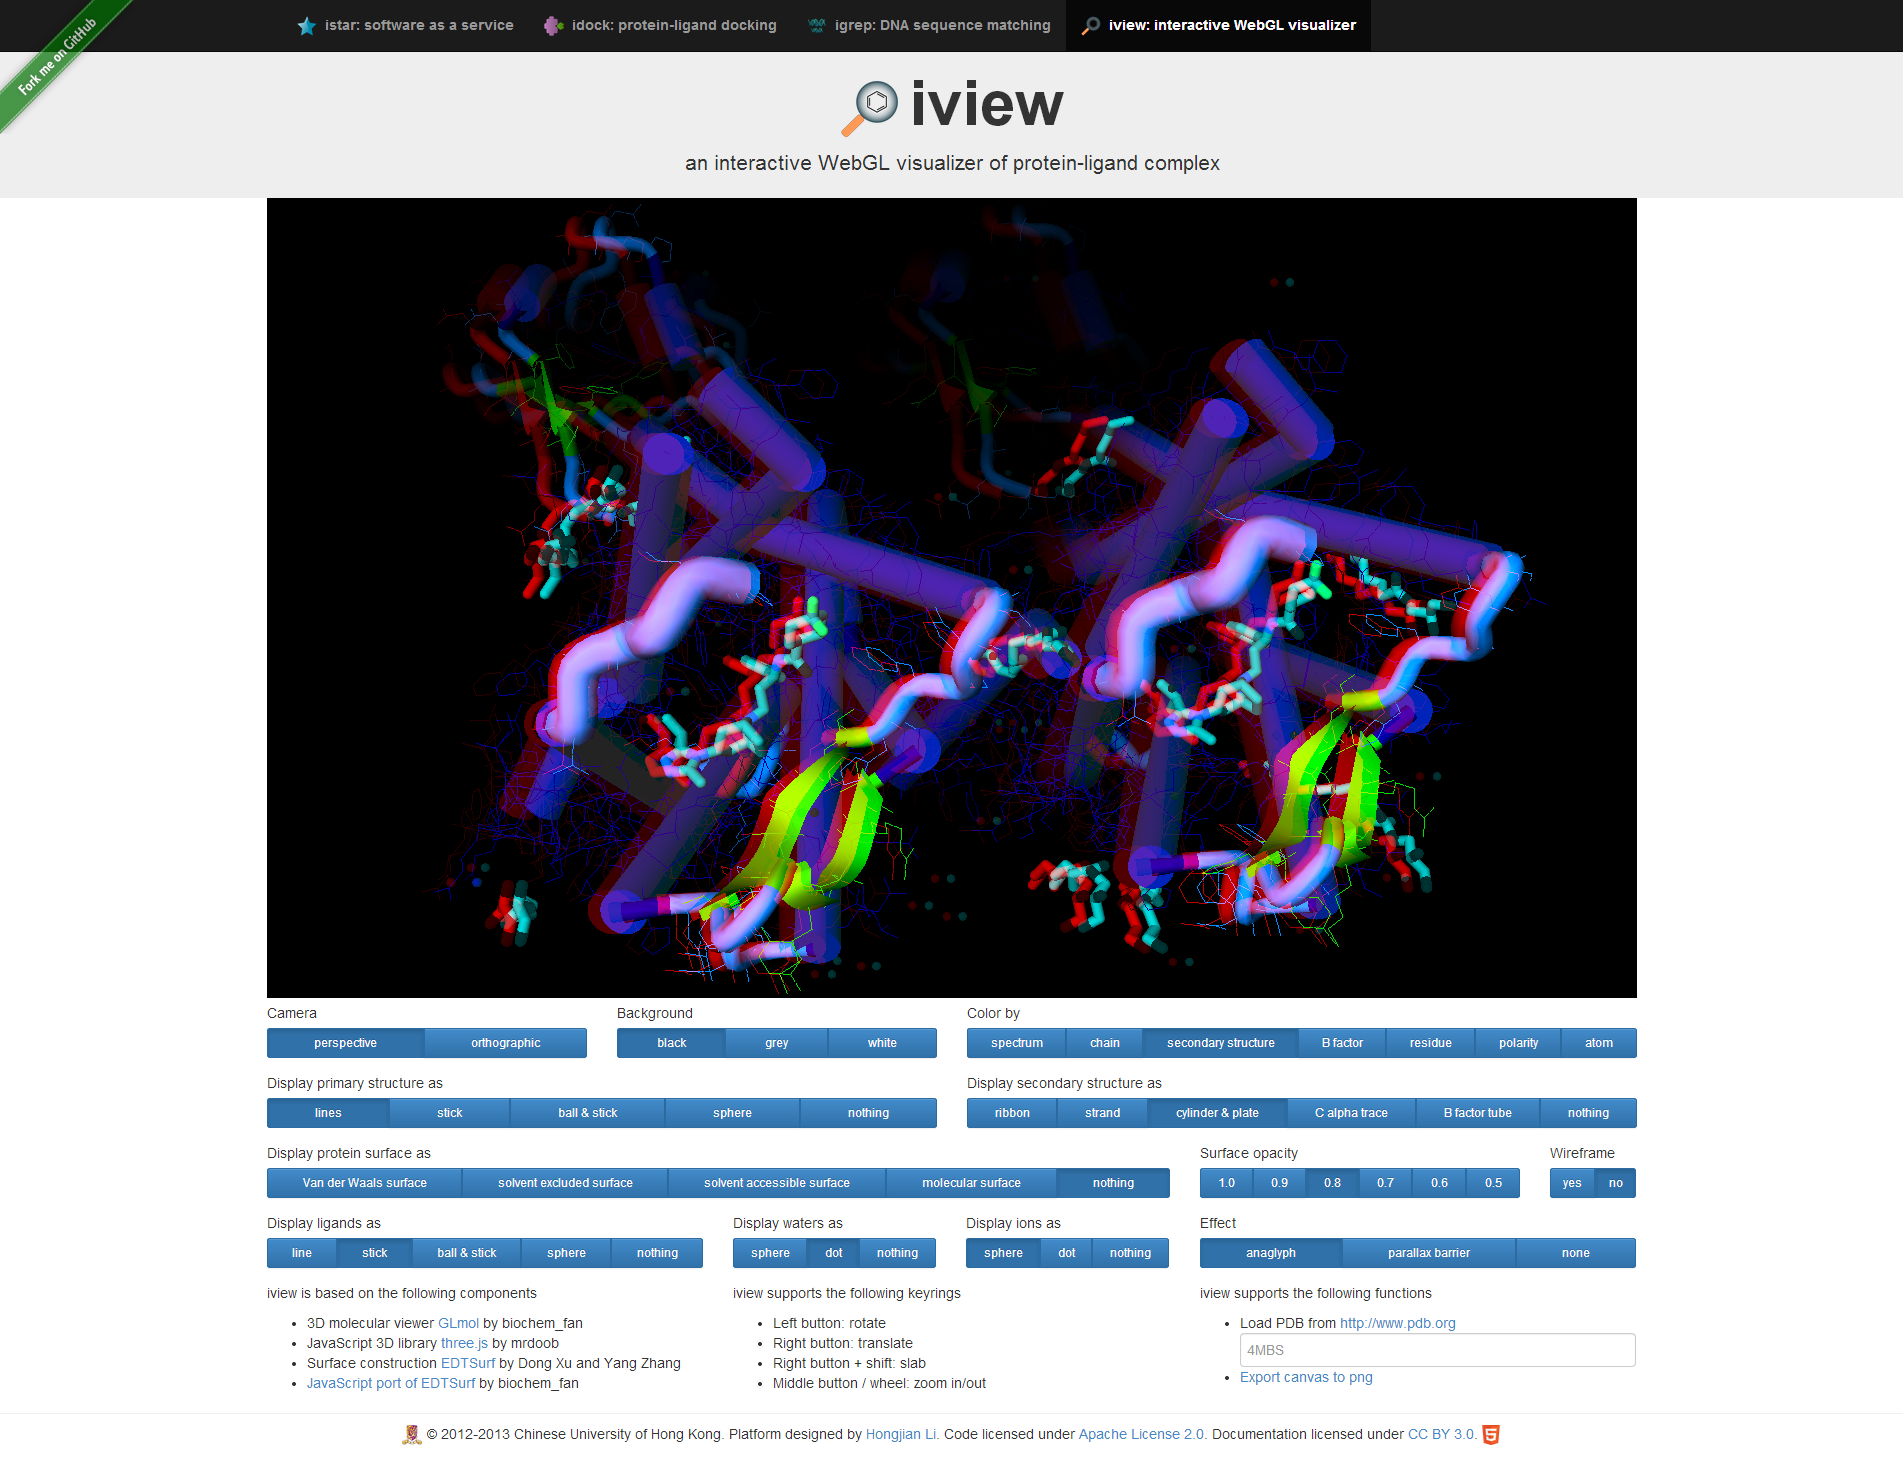 Fork me on GitHub
istar: software as a service idock: protein-ligand docking igrep: DNA sequence matching iview: interactive WebGL visualizer
iview
an interactive WebGL visualizer of protein-ligand complex
Camera Background Color by
perspective orthographic black grey white spectrum chain secondary structure B factor residue polarity atom
Display primary structure as Display secondary structure as
lines stick ball & stick sphere nothing ribbon strand cylinder & plate C alpha trace B factor tube nothing
Display protein surface as Surface opacity Wireframe
Van der Waals surface solvent excluded surface solvent accessible surface molecular surface nothing 1.0 0.9 0.8 0.7 0.6 0.5 yes no
Display ligands as Display waters as Display ions as Effect
line stick ball & stick sphere nothing sphere dot nothing sphere dot nothing anaglyph parallax barrier none
iview is based on the following components
3D molecular viewer GLmol by biochem_fan
JavaScript 3D library three.js by mrdoob
Surface construction EDTSurf by Dong Xu and Yang Zhang
JavaScript port of EDTSurf by biochem_fan
iview supports the following keyrings
Left button: rotate
Right button: translate
Right button + shift: slab
Middle button / wheel: zoom in/out
iview supports the following functions
Load PDB from http://www.pdb.org
4MBS
Export canvas to png
© 2012-2013 Chinese University of Hong Kong. Platform designed by Hongjian Li. Code licensed under Apache License 2.0. Documentation licensed under CC BY 3.0. 5